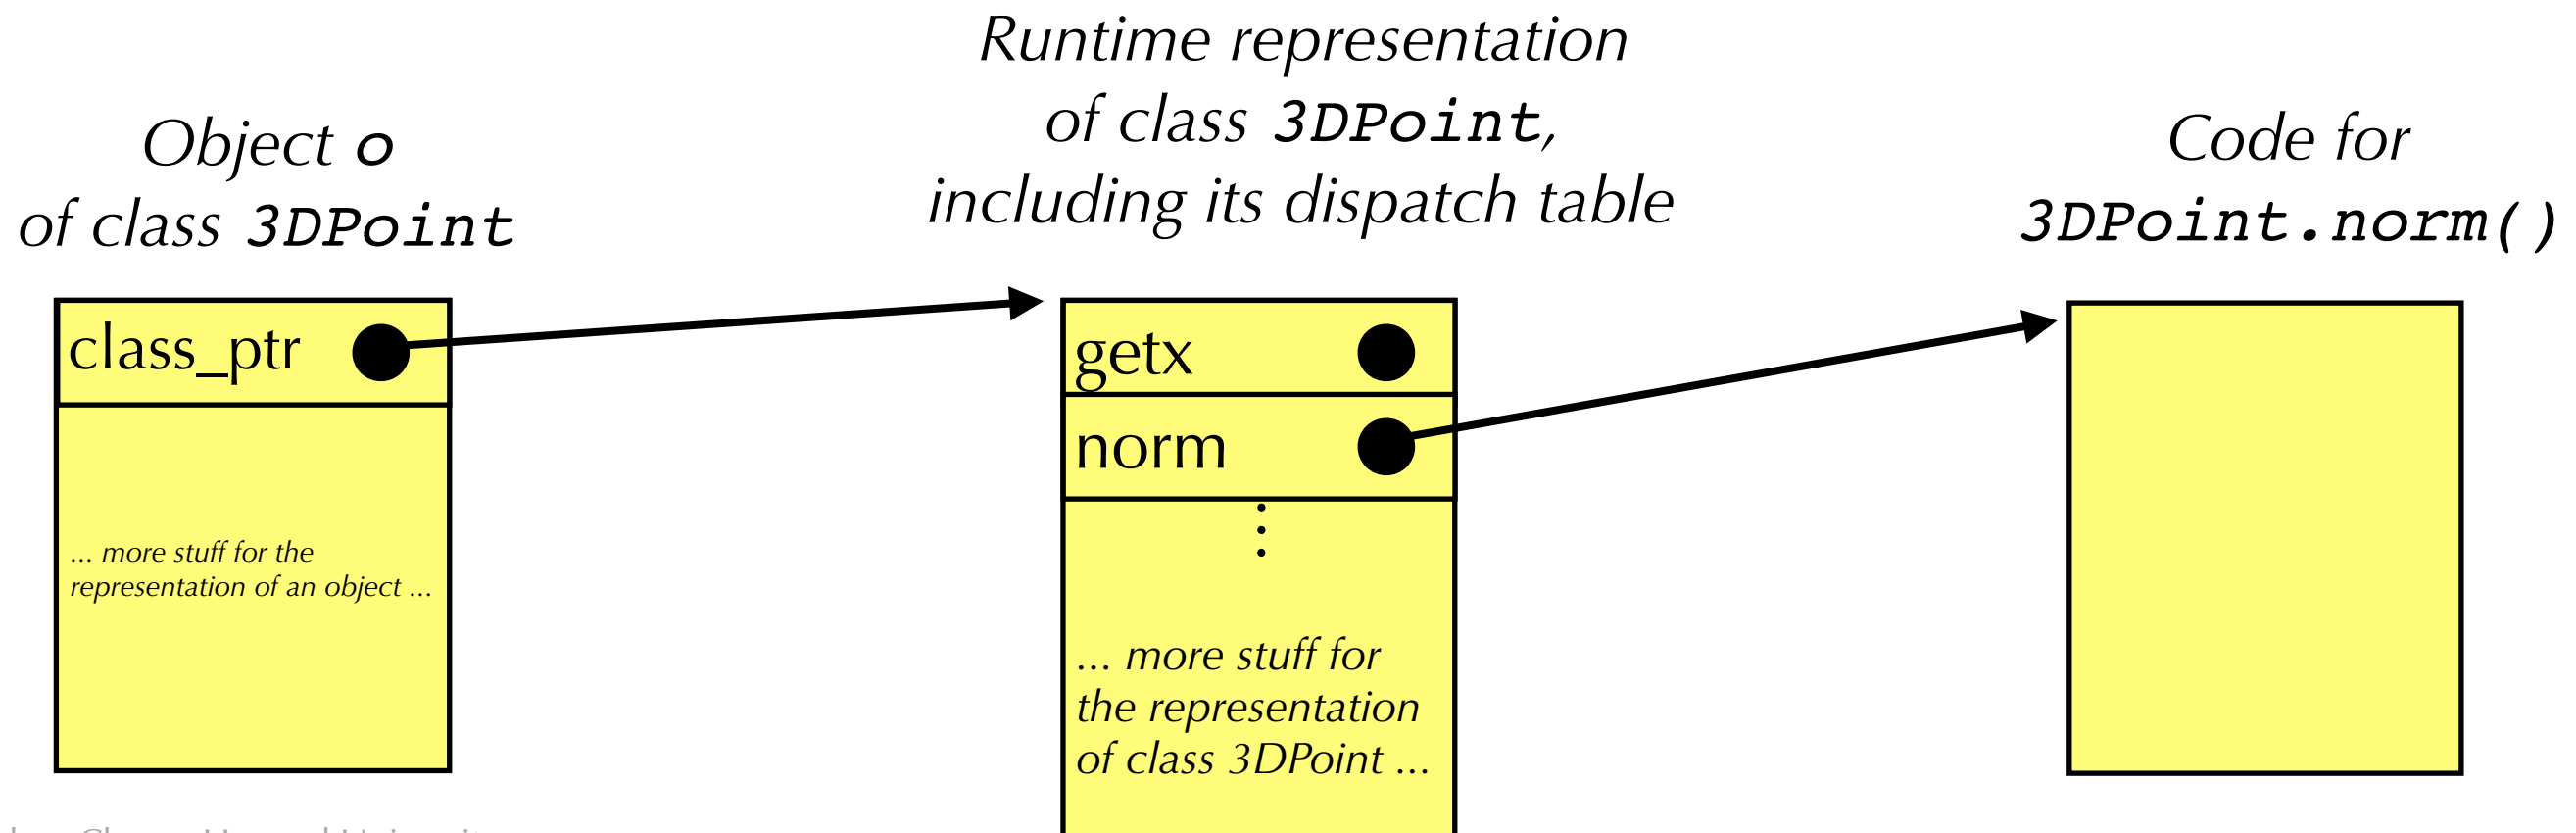 Object o
of class 3DPoint
Runtime representation
of class 3DPoint,
including its dispatch table
Code for
3DPoint.norm()
class_ptr
... more stuff for the
representation of an object ...
getx
norm
... more stuff for
the representation
of class 3DPoint ...